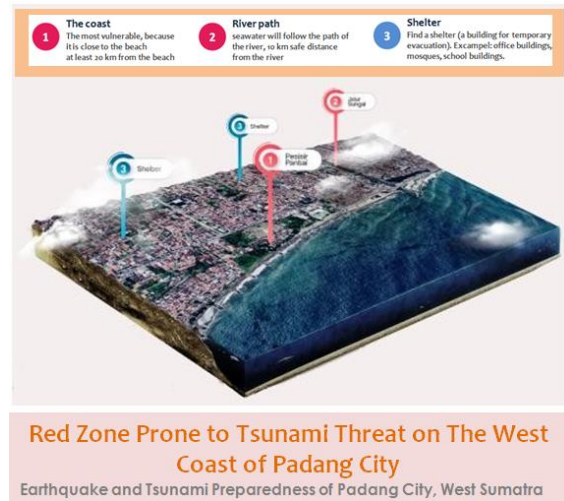 1
The coast
The most vulnerable, because
it is close to the beach
at least 20 km from the beach
2
River path
seawater will follow the path of
the river, 10 km safe distance
from the river
3
Shelter
Find a shelter (a building for temporary
evacuation). Excampel: office buildings,
mosques, school buildings.
2
Jalur
Sungai
3
Shelter
1
Pesisir
Pantai
3
Shelter
Red Zone Prone to Tsunami Threat on The West
Coast of Padang City
Earthquake and Tsunami Preparedness of Padang City, West Sumatra